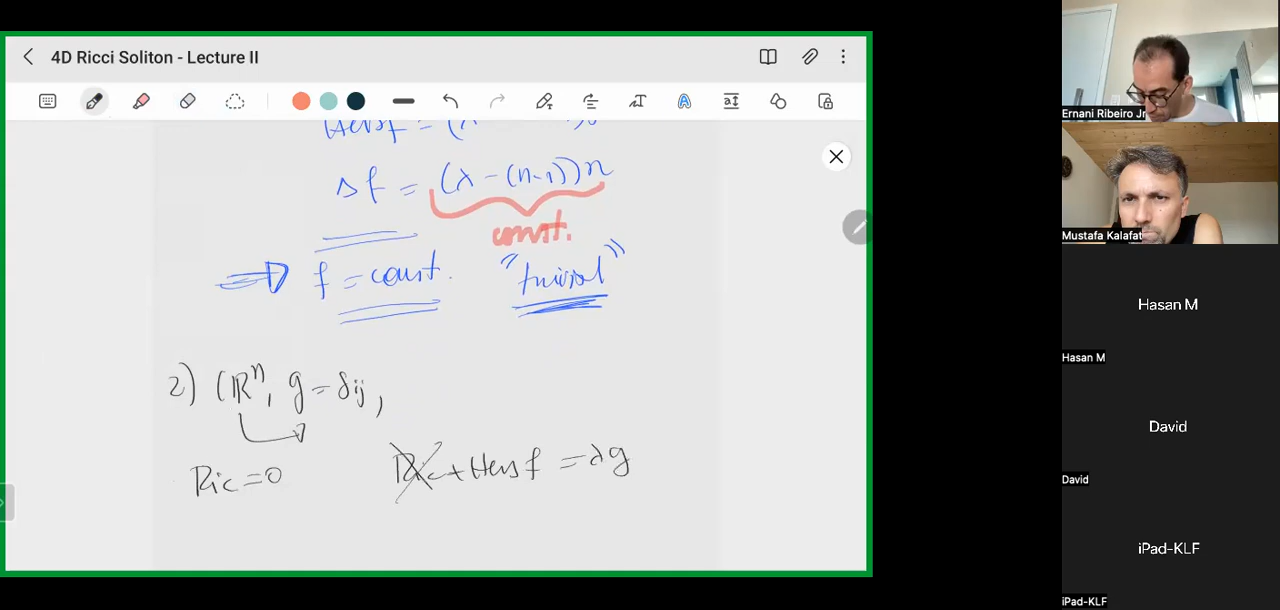 4D Ricci Soliton - Lecture II
Hess f = (λ
Δf = (λ - (n-1))n
const.
⇒ f = const. "trivial"
2) (ℝⁿ, g = δij,
Ric = 0
Ric + Hess f = λg
Ernani Ribeiro Jr
Mustafa Kalafat
Hasan M
Hasan M
David
David
iPad-KLF
iPad-KLF